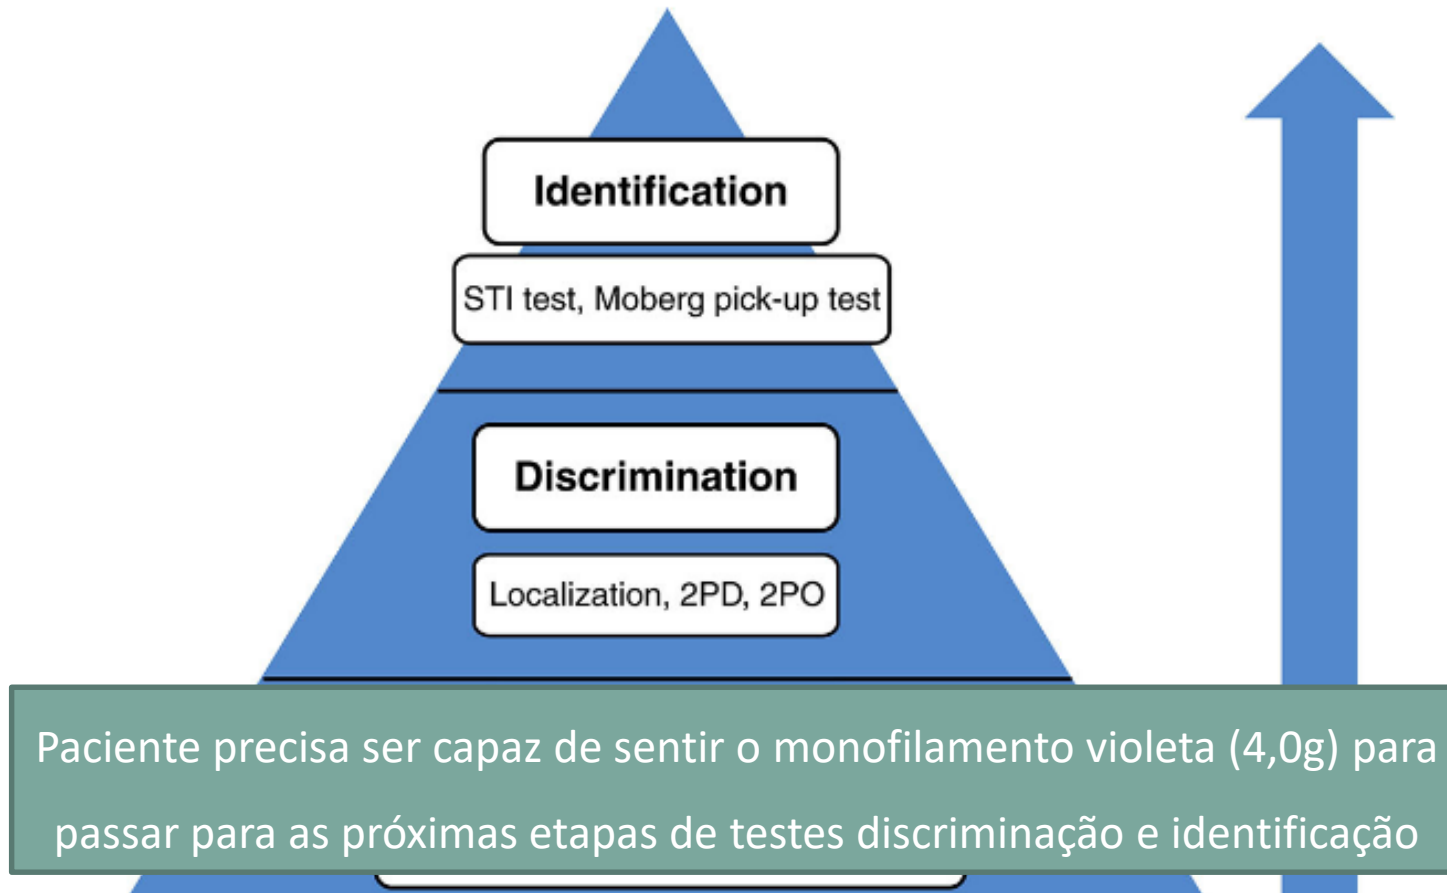 Identification
STI test, Moberg pick-up test
Discrimination
Localization, 2PD, 2PO
Paciente precisa ser capaz de sentir o monofilamento violeta (4,0g) para
passar para as próximas etapas de testes discriminação e identificação